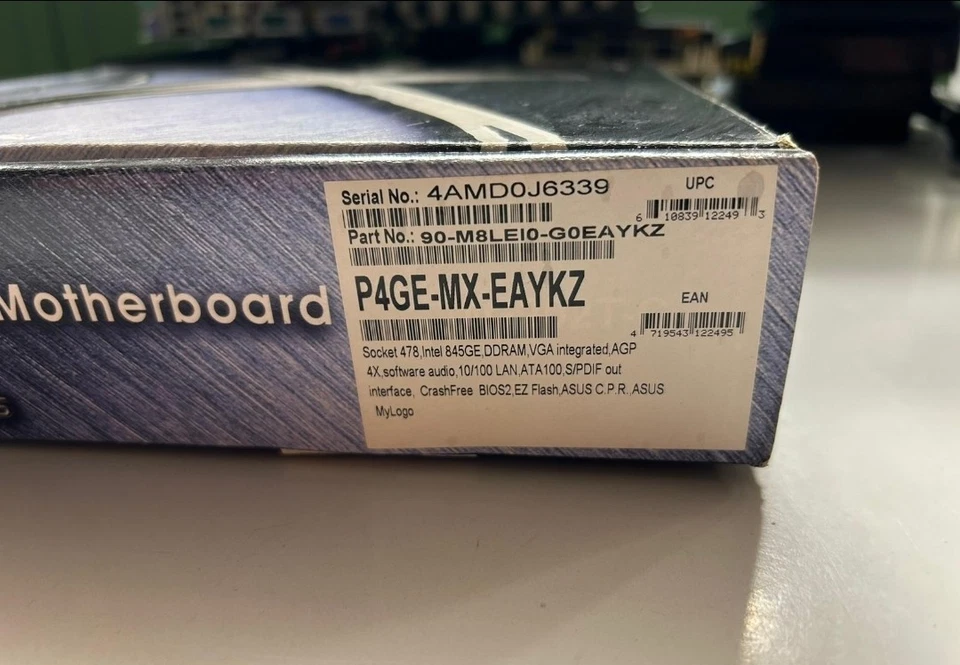 Motherboard
Serial No.: 4AMD0J6339
Part No.: 90-M8LEI0-G0EAYKZ
P4GE-MX-EAYKZ
Socket 478,Intel 845GE,DDRAM,VGA integrated,AGP
4X,software audio,10/100 LAN,ATA100,S/PDIF out
interface, CrashFree BIOS2,EZ Flash,ASUS C.P.R.,ASUS
MyLogo
UPC
6 10839 12249 3
EAN
4 719543 122495